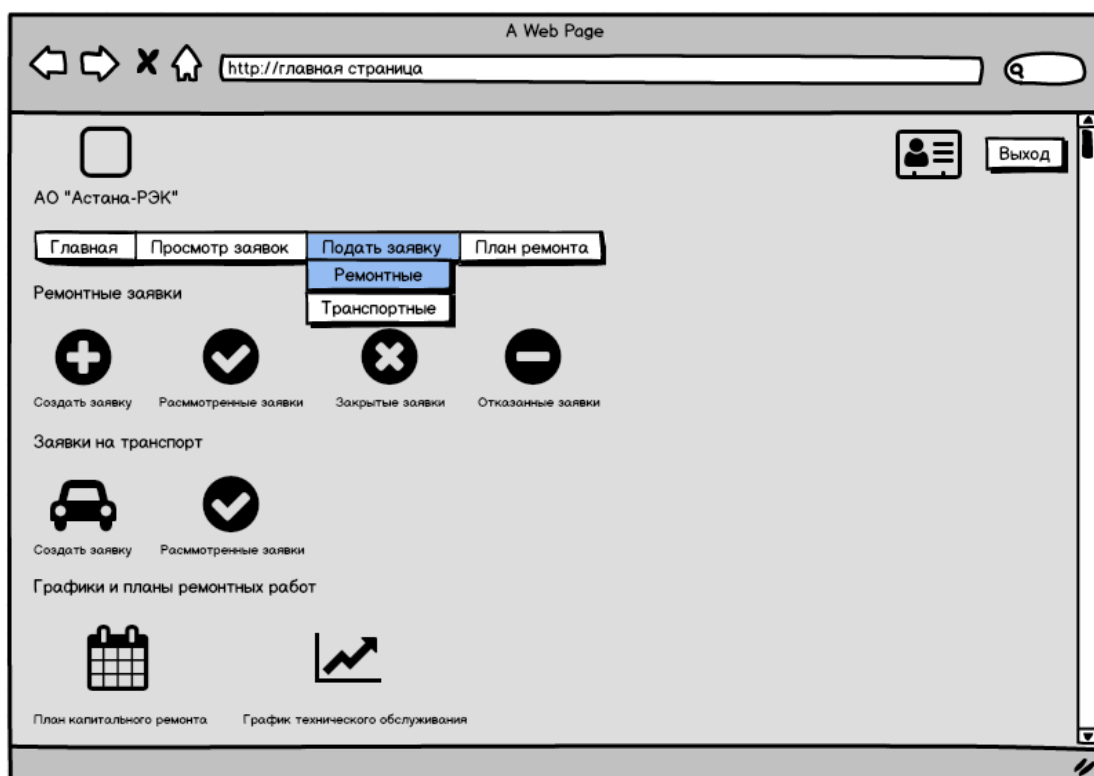 A Web Page
http://главная страница
Выход
АО "Астана-РЭК"
Главная Просмотр заявок Подать заявку План ремонта
Ремонтные
Ремонтные заявки
Транспортные
Создать заявку Расммотренные заявки Закрытые заявки Отказанные заявки
Заявки на транспорт
Создать заявку Расммотренные заявки
Графики и планы ремонтных работ
План капитального ремонта График технического обслуживания